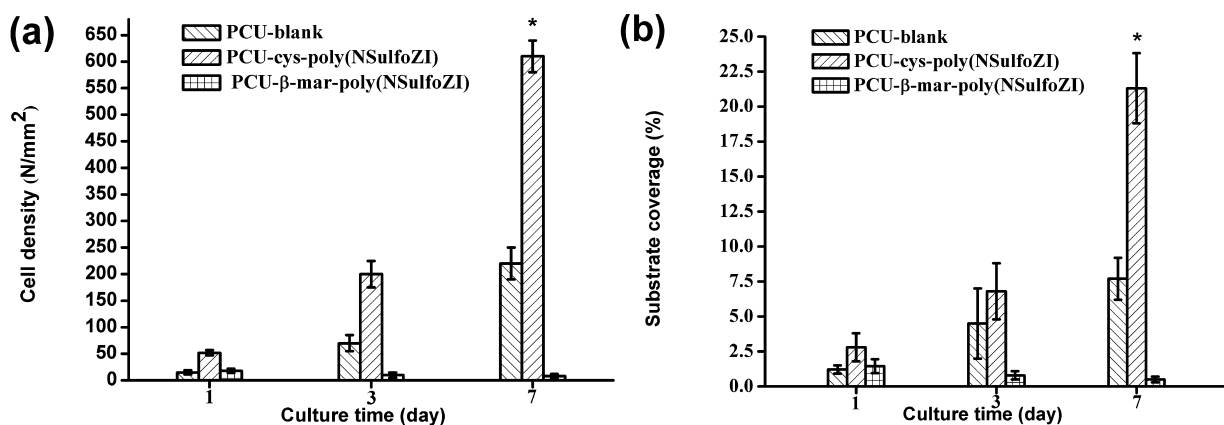 (a)
PCU-blank
PCU-cys-poly(NSulfoZI)
PCU-β-mar-poly(NSulfoZI)
*
Cell density (N/mm²)
650
600
550
500
450
400
350
300
250
200
150
100
50
0
1
3
7
Culture time (day)
(b)
PCU-blank
PCU-cys-poly(NSulfoZI)
PCU-β-mar-poly(NSulfoZI)
*
Substrate coverage (%)
25.0
22.5
20.0
17.5
15.0
12.5
10.0
7.5
5.0
2.5
0.0
1
3
7
Culture time (day)